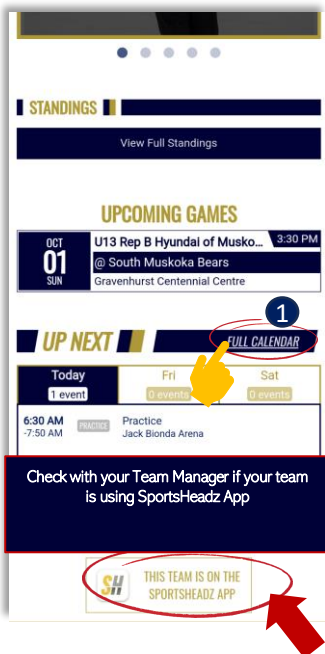 STANDINGS
View Full Standings
UPCOMING GAMES
OCT
01
SUN
U13 Rep B Hyundai of Musko...
3:30 PM
@ South Muskoka Bears
Gravenhurst Centennial Centre
1
UP NEXT
FULL CALENDAR
Today
1 event
Fri
0 events
Sat
0 events
6:30 AM
-7:50 AM
PRACTICE
Practice
Jack Bionda Arena
Check with your Team Manager if your team
is using SportsHeadz App
SH
THIS TEAM IS ON THE
SPORTSHEADZ APP